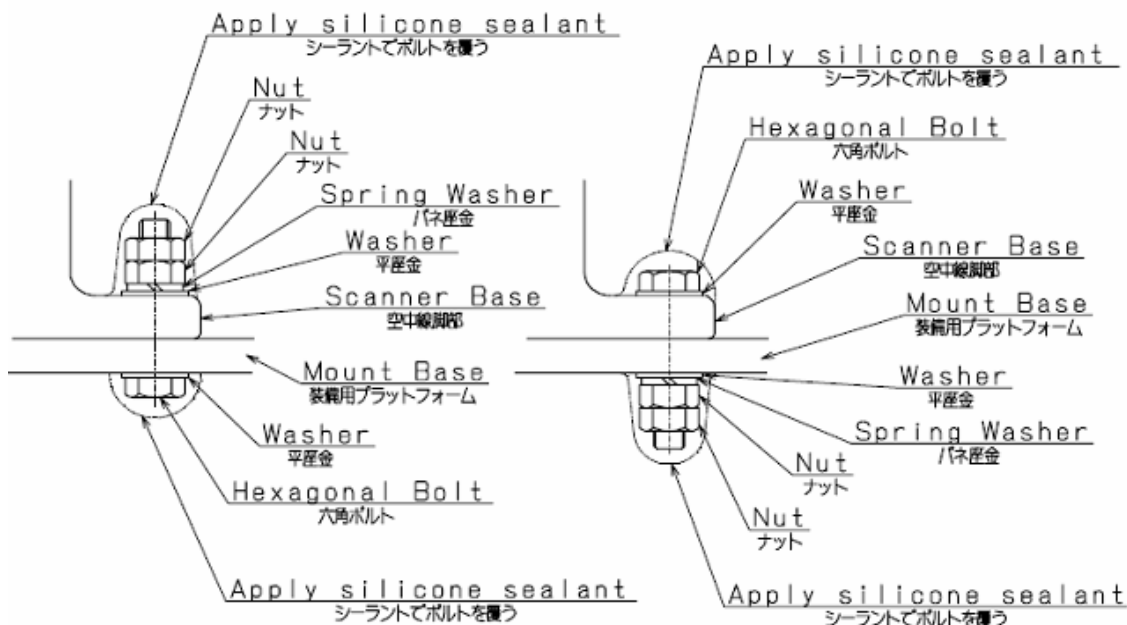 Apply silicone sealant
シーラントでボルトを覆う
Nut
ナット
Nut
ナット
Spring Washer
バネ座金
Washer
平座金
Scanner Base
空中線脚部
Mount Base
装備用プラットフォーム
Washer
平座金
Hexagonal Bolt
六角ボルト
Apply silicone sealant
シーラントでボルトを覆う
Apply silicone sealant
シーラントでボルトを覆う
Hexagonal Bolt
六角ボルト
Washer
平座金
Scanner Base
空中線脚部
Mount Base
装備用プラットフォーム
Washer
平座金
Spring Washer
バネ座金
Nut
ナット
Nut
ナット
Apply silicone sealant
シーラントでボルトを覆う